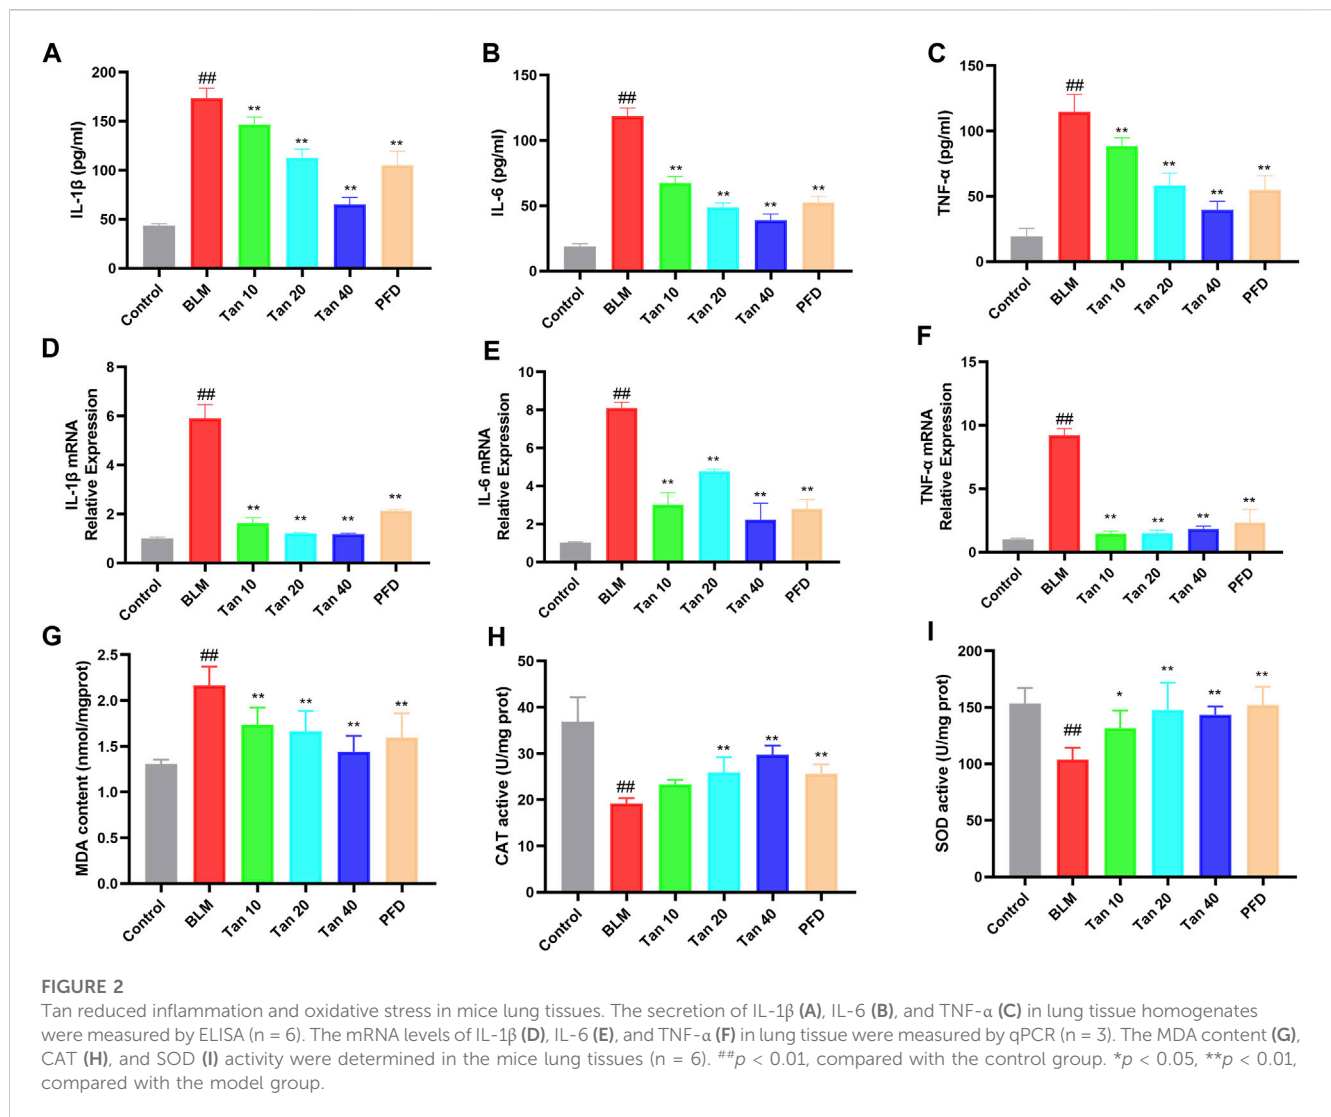 A
IL-1β (pg/ml)
200
150
100
50
0
##
**
**
**
**
Control
BLM
Tan 10
Tan 20
Tan 40
PFD
B
IL-6 (pg/ml)
150
100
50
0
##
**
**
**
**
Control
BLM
Tan 10
Tan 20
Tan 40
PFD
C
TNF-α (pg/ml)
150
100
50
0
##
**
**
**
**
Control
BLM
Tan 10
Tan 20
Tan 40
PFD
D
IL-1β mRNA
Relative Expression
8
6
4
2
0
##
**
**
**
**
Control
BLM
Tan 10
Tan 20
Tan 40
PFD
E
IL-6 mRNA
Relative Expression
10
8
6
4
2
0
##
**
**
**
**
Control
BLM
Tan 10
Tan 20
Tan 40
PFD
F
TNF-α mRNA
Relative Expression
15
10
5
0
##
**
**
**
**
Control
BLM
Tan 10
Tan 20
Tan 40
PFD
G
MDA content (nmol/mgprot)
2.5
2.0
1.5
1.0
0.5
0.0
##
**
**
**
**
Control
BLM
Tan 10
Tan 20
Tan 40
PFD
H
CAT active (U/mg prot)
50
40
30
20
10
0
##
**
**
**
Control
BLM
Tan 10
Tan 20
Tan 40
PFD
I
SOD active (U/mg prot)
200
150
100
50
0
##
*
**
**
**
Control
BLM
Tan 10
Tan 20
Tan 40
PFD
FIGURE 2
Tan reduced inflammation and oxidative stress in mice lung tissues. The secretion of IL-1β (A), IL-6 (B), and TNF-α (C) in lung tissue homogenates
were measured by ELISA (n = 6). The mRNA levels of IL-1β (D), IL-6 (E), and TNF-α (F) in lung tissue were measured by qPCR (n = 3). The MDA content (G),
CAT (H), and SOD (I) activity were determined in the mice lung tissues (n = 6). ##p < 0.01, compared with the control group. *p < 0.05, **p < 0.01,
compared with the model group.